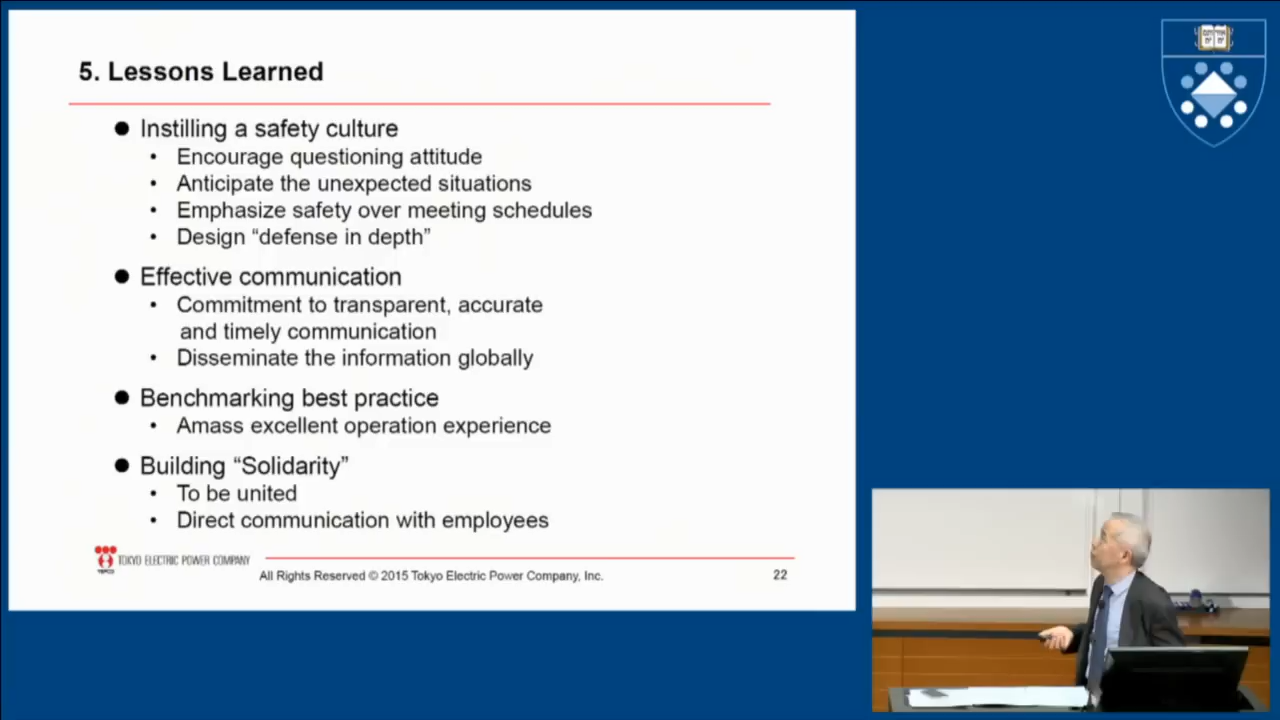 5. Lessons Learned
● Instilling a safety culture
• Encourage questioning attitude
• Anticipate the unexpected situations
• Emphasize safety over meeting schedules
• Design “defense in depth”
● Effective communication
• Commitment to transparent, accurate
and timely communication
• Disseminate the information globally
● Benchmarking best practice
• Amass excellent operation experience
● Building “Solidarity”
• To be united
• Direct communication with employees
TEPCO
TOKYO ELECTRIC POWER COMPANY
All Rights Reserved © 2015 Tokyo Electric Power Company, Inc.
22